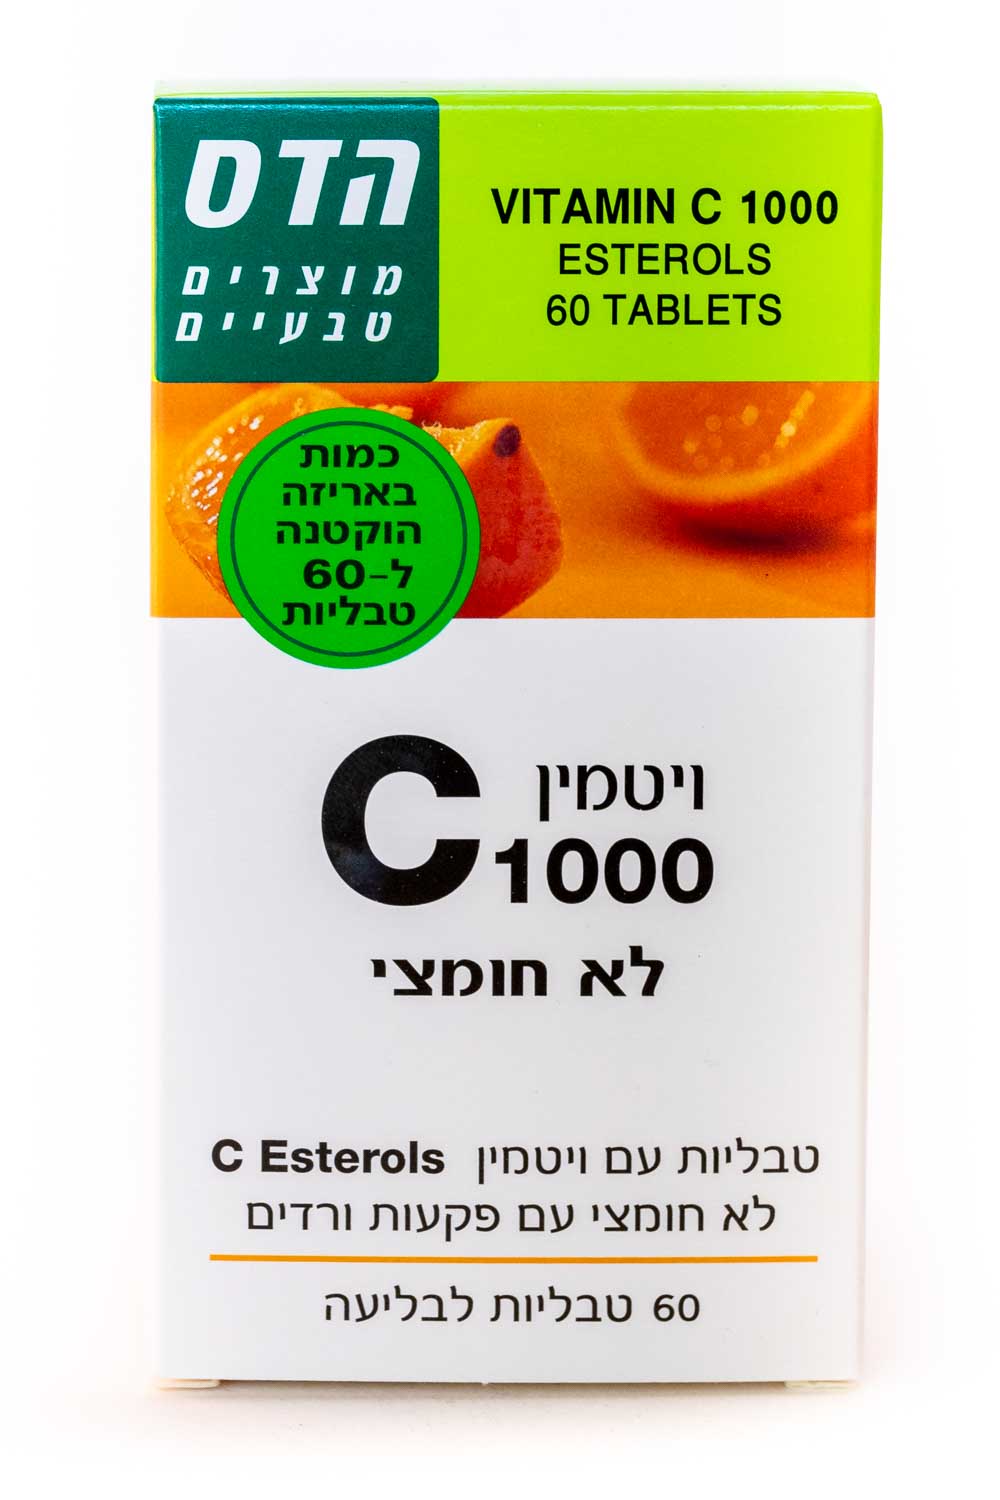 הדס
מוצרים
טבעיים
VITAMIN C 1000
ESTEROLS
60 TABLETS
כמות
באריזה
הוקטנה
ל-60
טבליות
ויטמין C
1000
לא חומצי
טבליות עם ויטמין C Esterols
לא חומצי עם פקעות ורדים
60 טבליות לבליעה